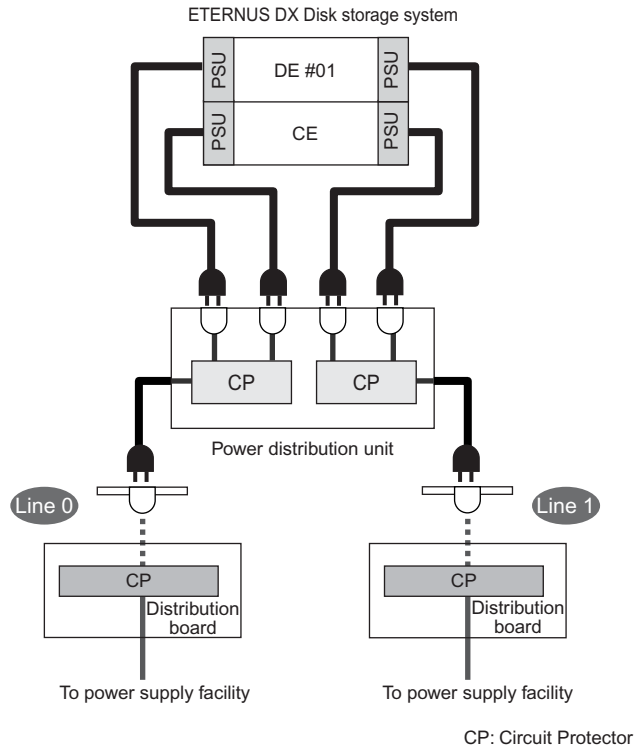 ETERNUS DX Disk storage system
PSU
DE #01
PSU
PSU
CE
PSU
CP
CP
Power distribution unit
Line 0
Line 1
CP
Distribution
board
CP
Distribution
board
To power supply facility
To power supply facility
CP: Circuit Protector